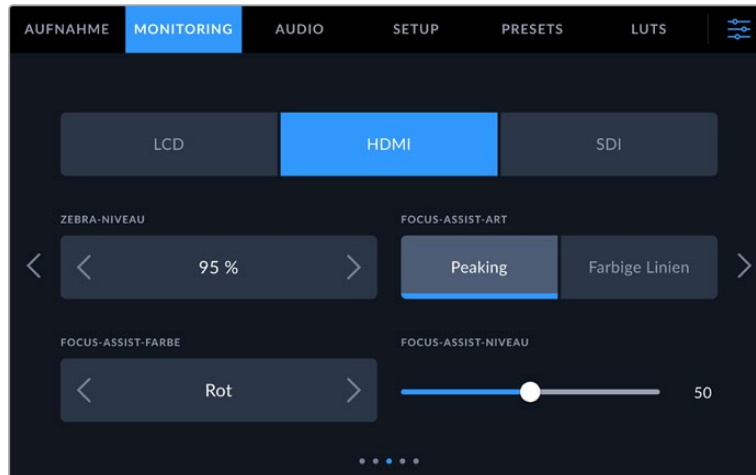 AUFNAHME MONITORING AUDIO SETUP PRESETS LUTS
LCD HDMI SDI
ZEBRA-NIVEAU FOCUS-ASSIST-ART
95 % Peaking Farbige Linien
FOCUS-ASSIST-FARBE FOCUS-ASSIST-NIVEAU
Rot 50